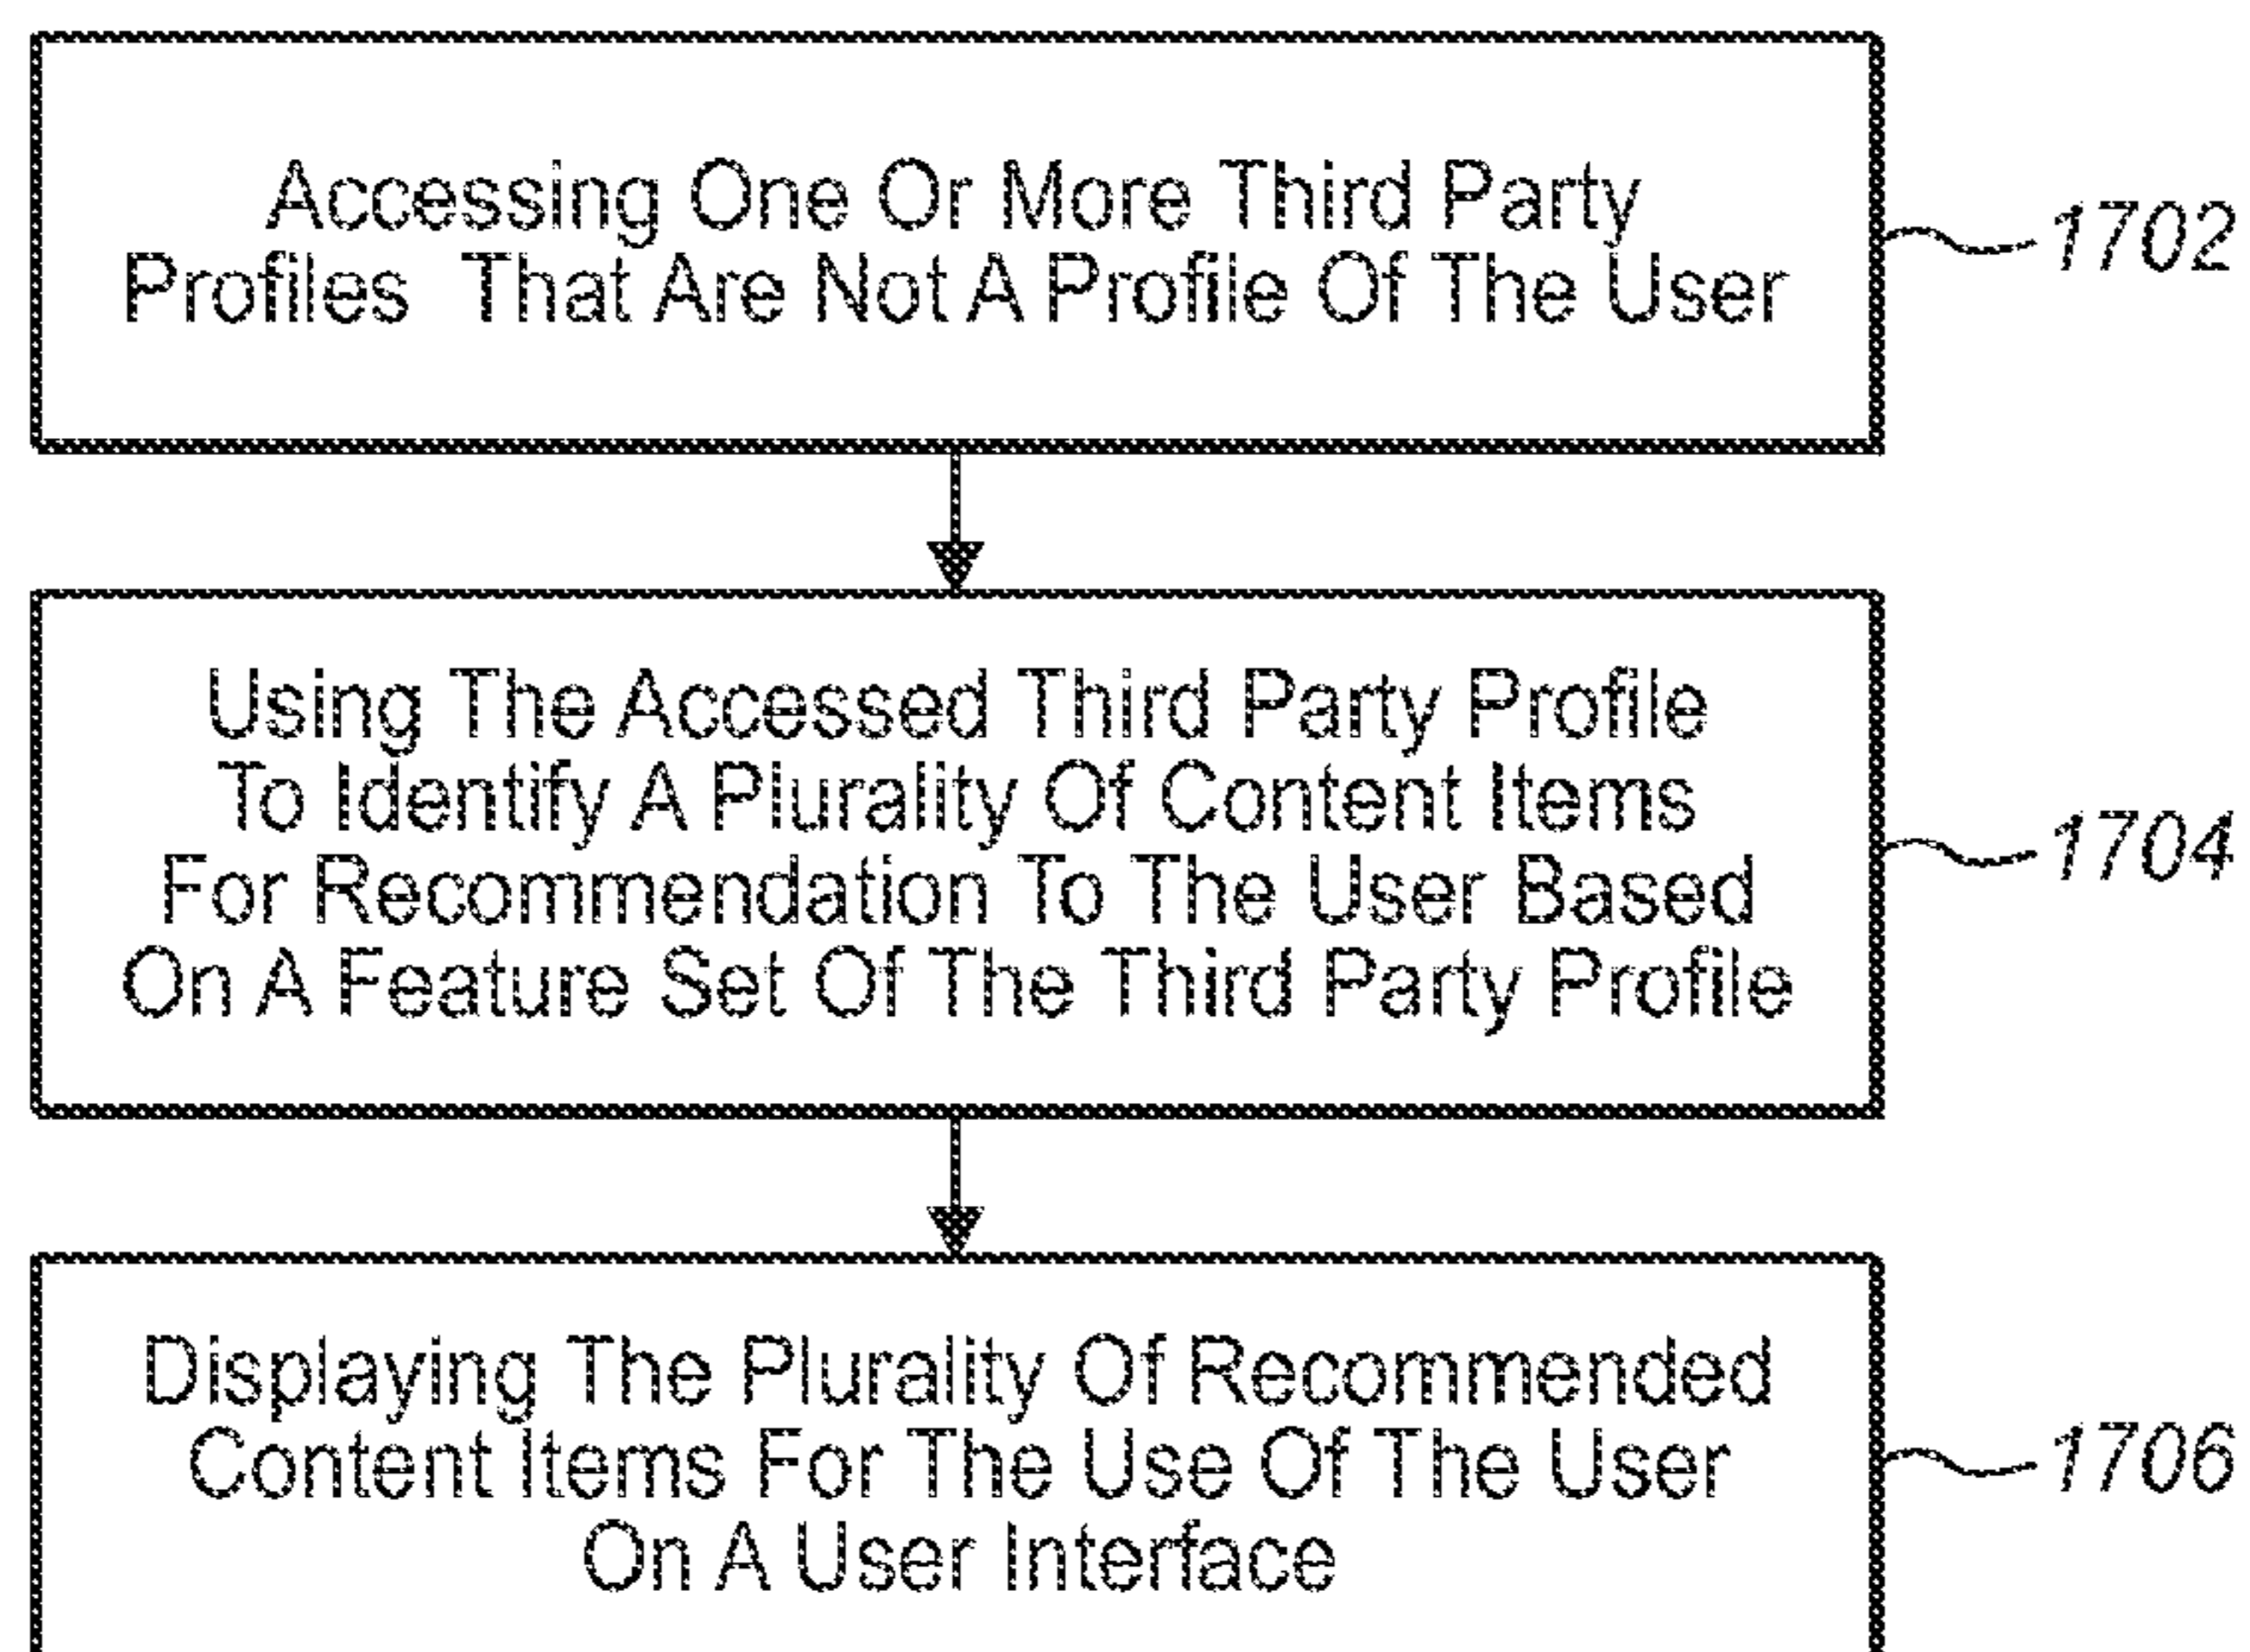 Accessing One Or More Third Party
Profiles That Are Not A Profile Of The User
1702
Using The Accessed Third Party Profile
To Identify A Plurality Of Content Items
For Recommendation To The User Based
On A Feature Set Of The Third Party Profile
1704
Displaying The Plurality Of Recommended
Content Items For The Use Of The User
On A User Interface
1706